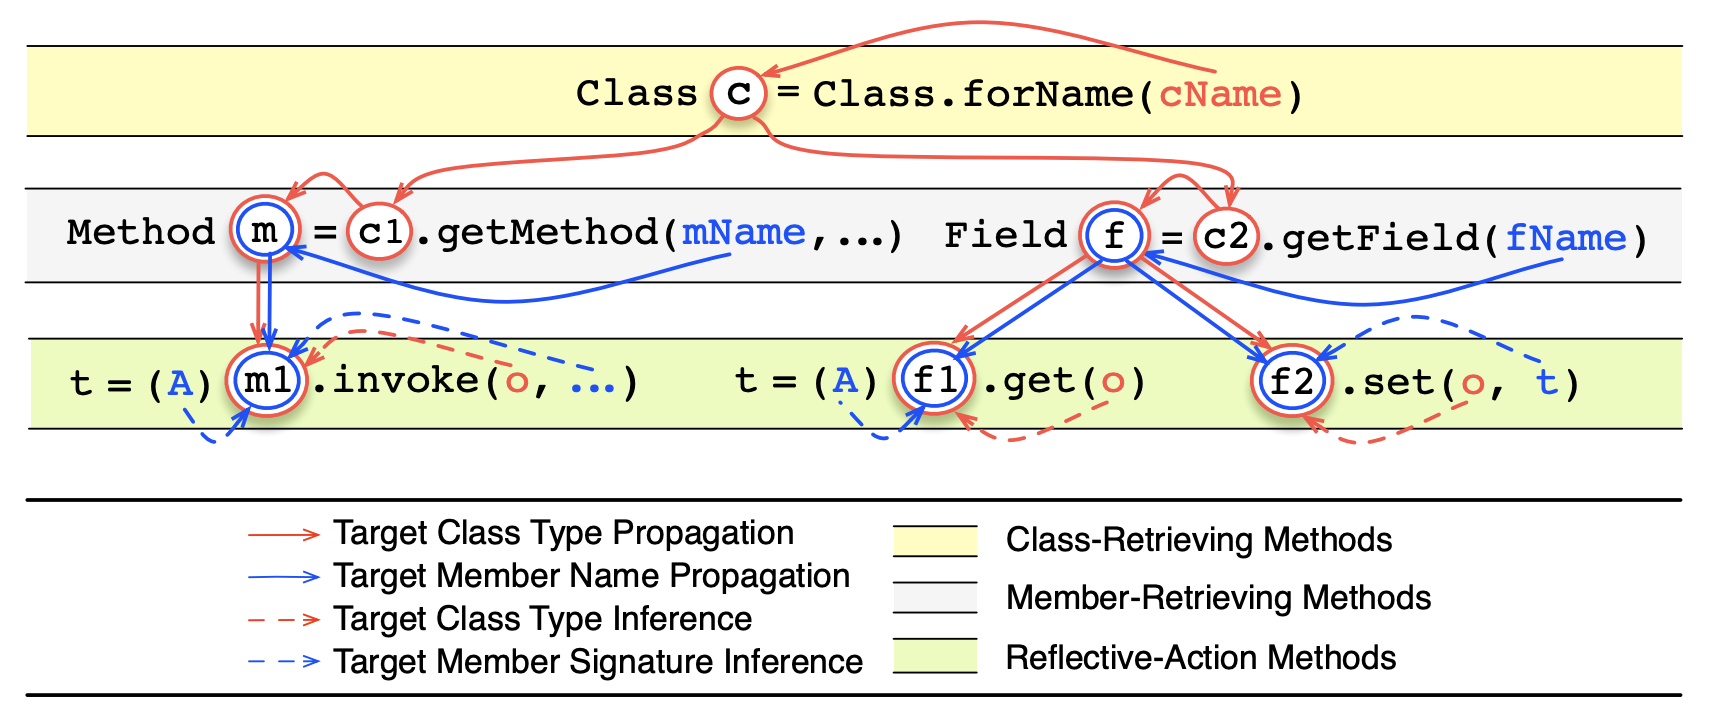 Class c = Class.forName(cName)
Method m = c1.getMethod(mName,...) Field f = c2.getField(fName)
t = (A) m1.invoke(o, ...) t = (A) f1.get(o) f2.set(o, t)
Target Class Type Propagation
Target Member Name Propagation
Target Class Type Inference
Target Member Signature Inference
Class-Retrieving Methods
Member-Retrieving Methods
Reflective-Action Methods